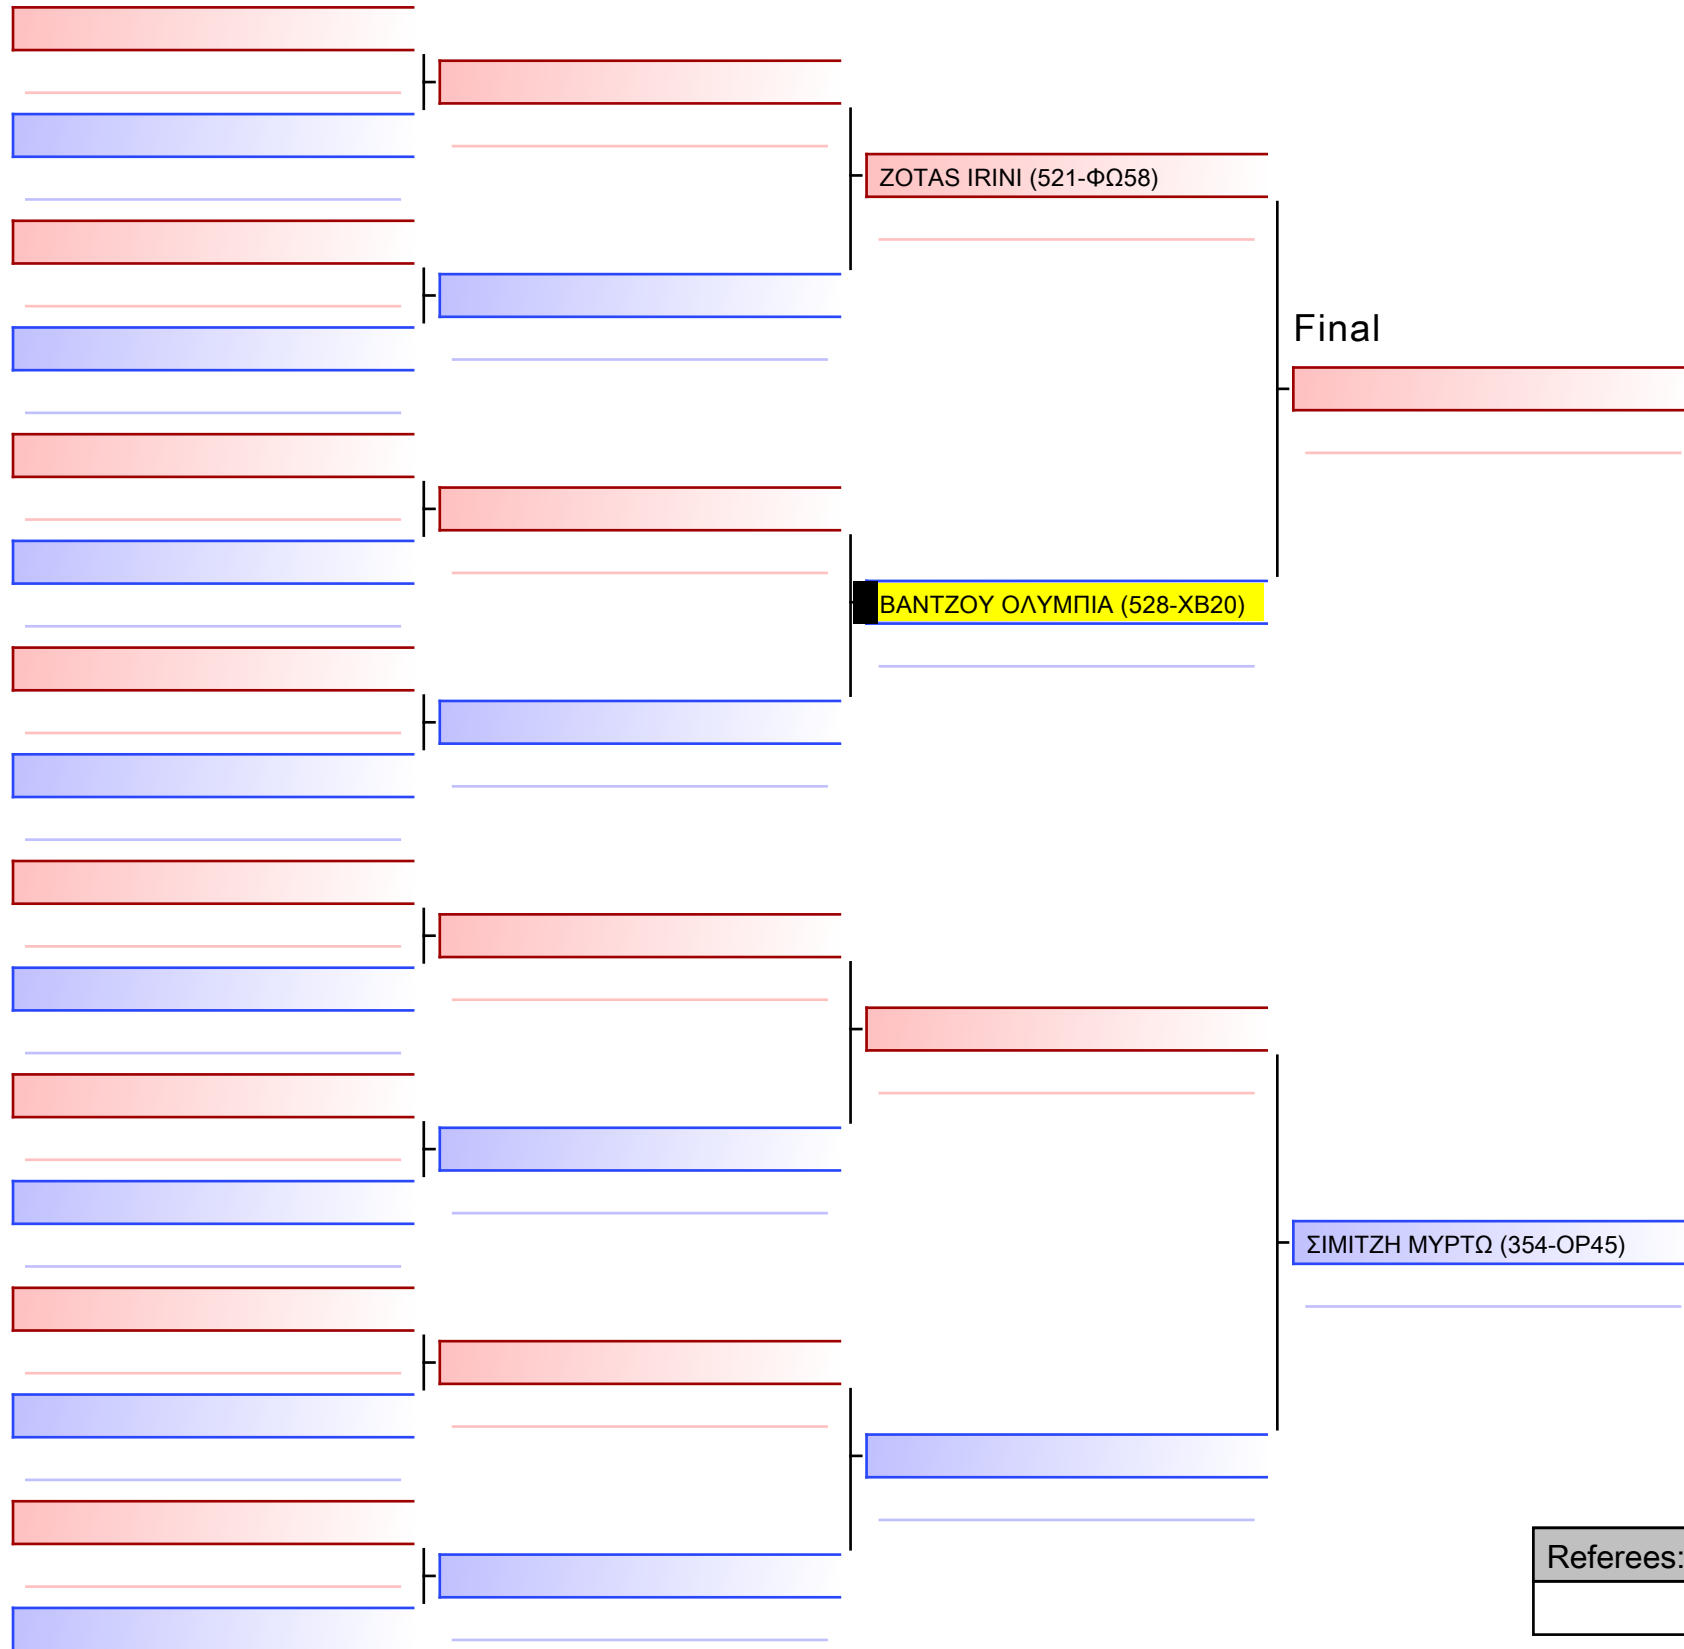 ZOTAS IRINI (521-ΦΩ58)
Final
ΒΑΝΤΖΟΥ ΟΛΥΜΠΙΑ (528-ΧΒ20)
ΣΙΜΙΤΖΗ ΜΥΡΤΩ (354-ΟΡ45)
Referees: